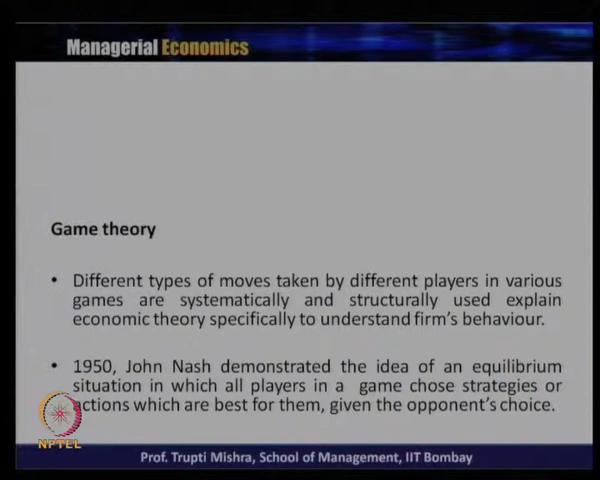 Managerial Economics
Game theory
• Different types of moves taken by different players in various
games are systematically and structurally used explain
economic theory specifically to understand firm's behaviour.
• 1950, John Nash demonstrated the idea of an equilibrium
situation in which all players in a game chose strategies or
actions which are best for them, given the opponent's choice.
NPTEL
Prof. Trupti Mishra, School of Management, IIT Bombay